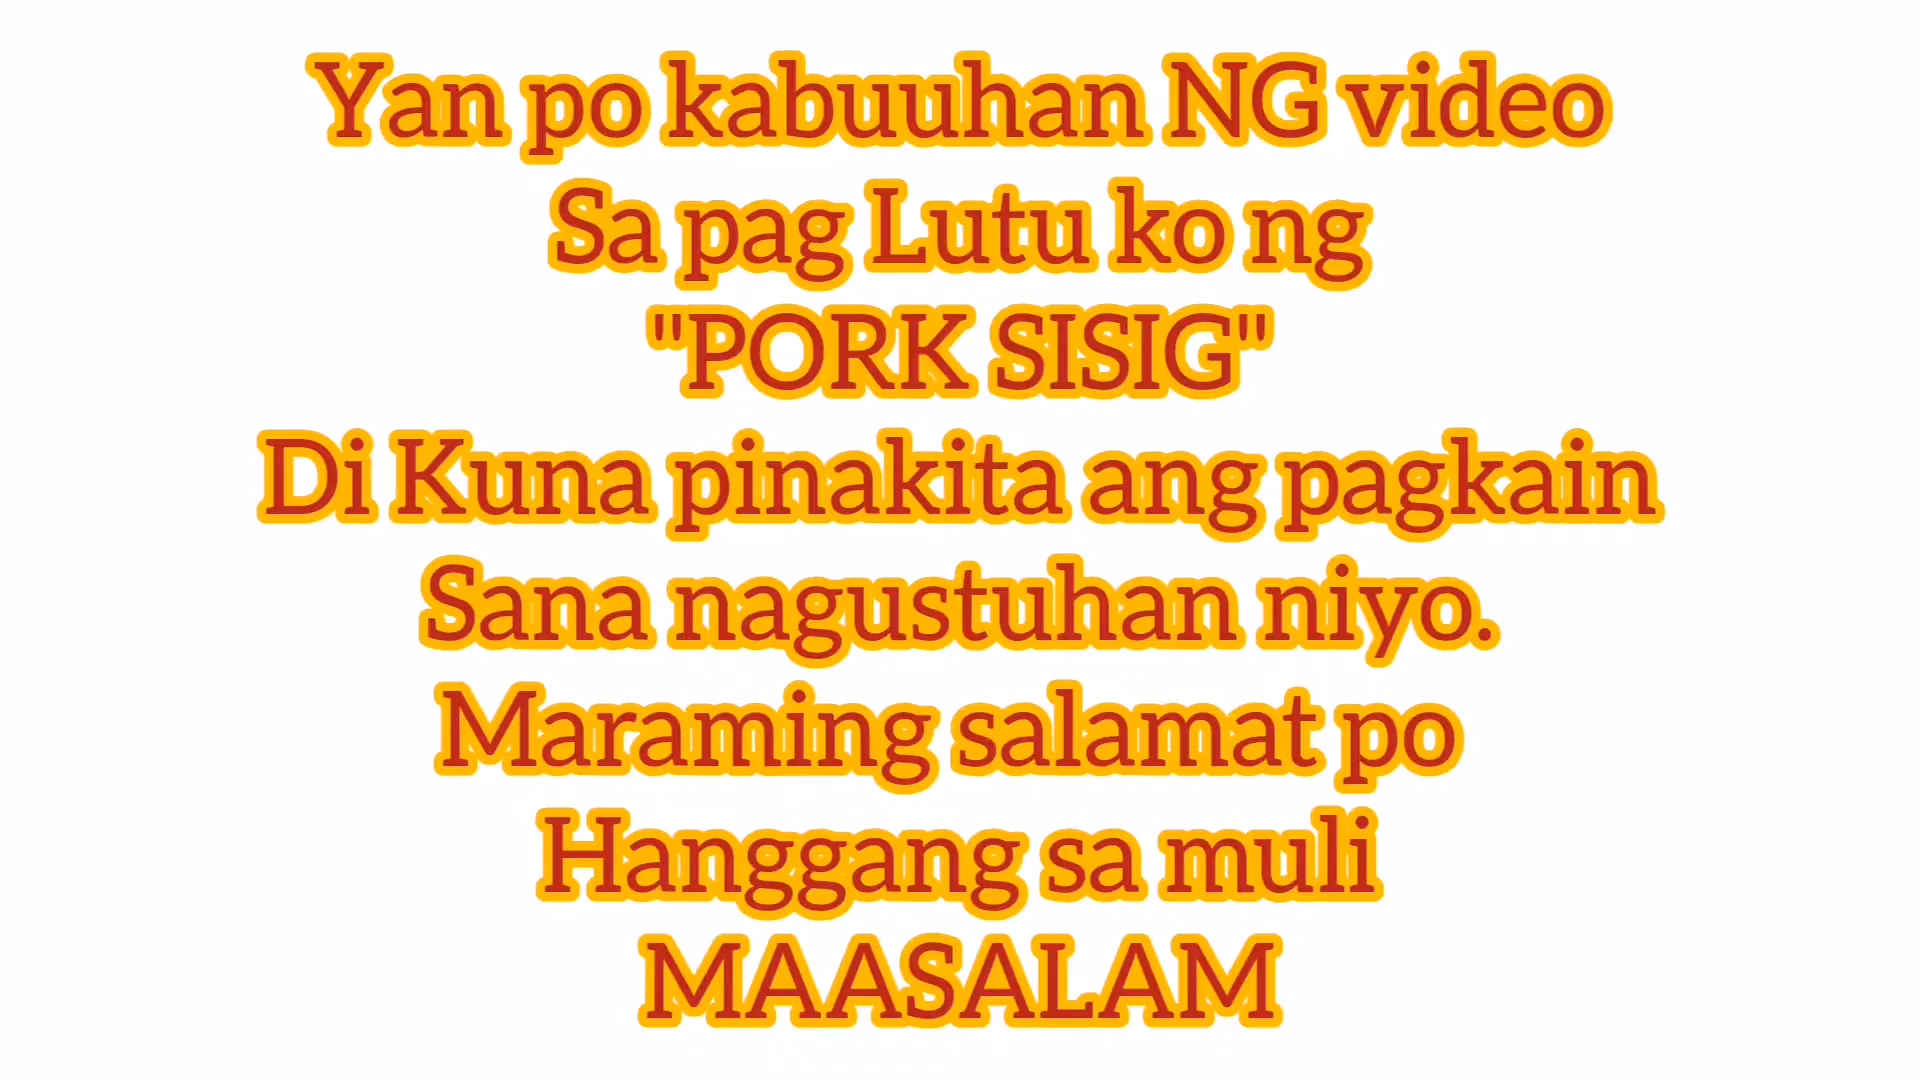 Yan po kabuuhan NG video
Sa pag Lutu ko ng
"PORK SISIG"
Di Kuna pinakita ang pagkain
Sana nagustuhan niyo.
Maraming salamat po
Hanggang sa muli
MAASALAM